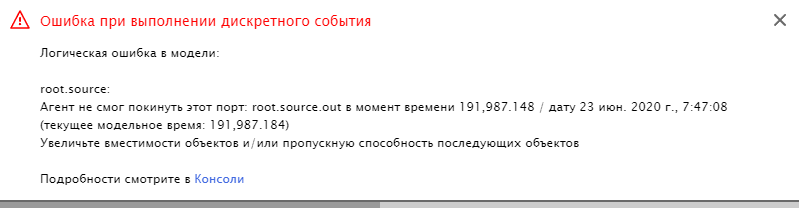 Ошибка при выполнении дискретного события
Логическая ошибка в модели:
root.source:
Агент не смог покинуть этот порт: root.source.out в момент времени 191,987.148 / дату 23 июн. 2020 г., 7:47:08
(текущее модельное время: 191,987.184)
Увеличьте вместимости объектов и/или пропускную способность последующих объектов
Подробности смотрите в Консоли